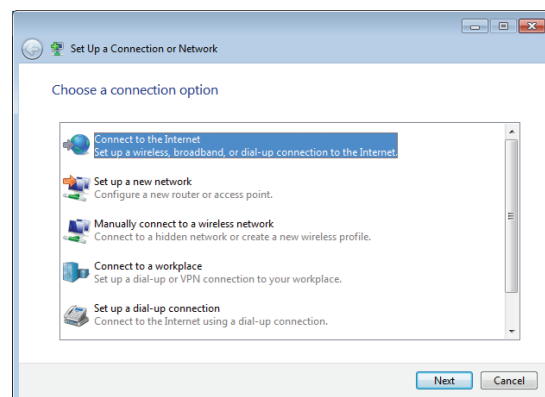 Set Up a Connection or Network
Choose a connection option
Connect to the Internet
Set up a wireless, broadband, or dial-up connection to the Internet.
Set up a new network
Configure a new router or access point.
Manually connect to a wireless network
Connect to a hidden network or create a new wireless profile.
Connect to a workplace
Set up a dial-up or VPN connection to your workplace.
Set up a dial-up connection
Connect to the Internet using a dial-up connection.
Next Cancel